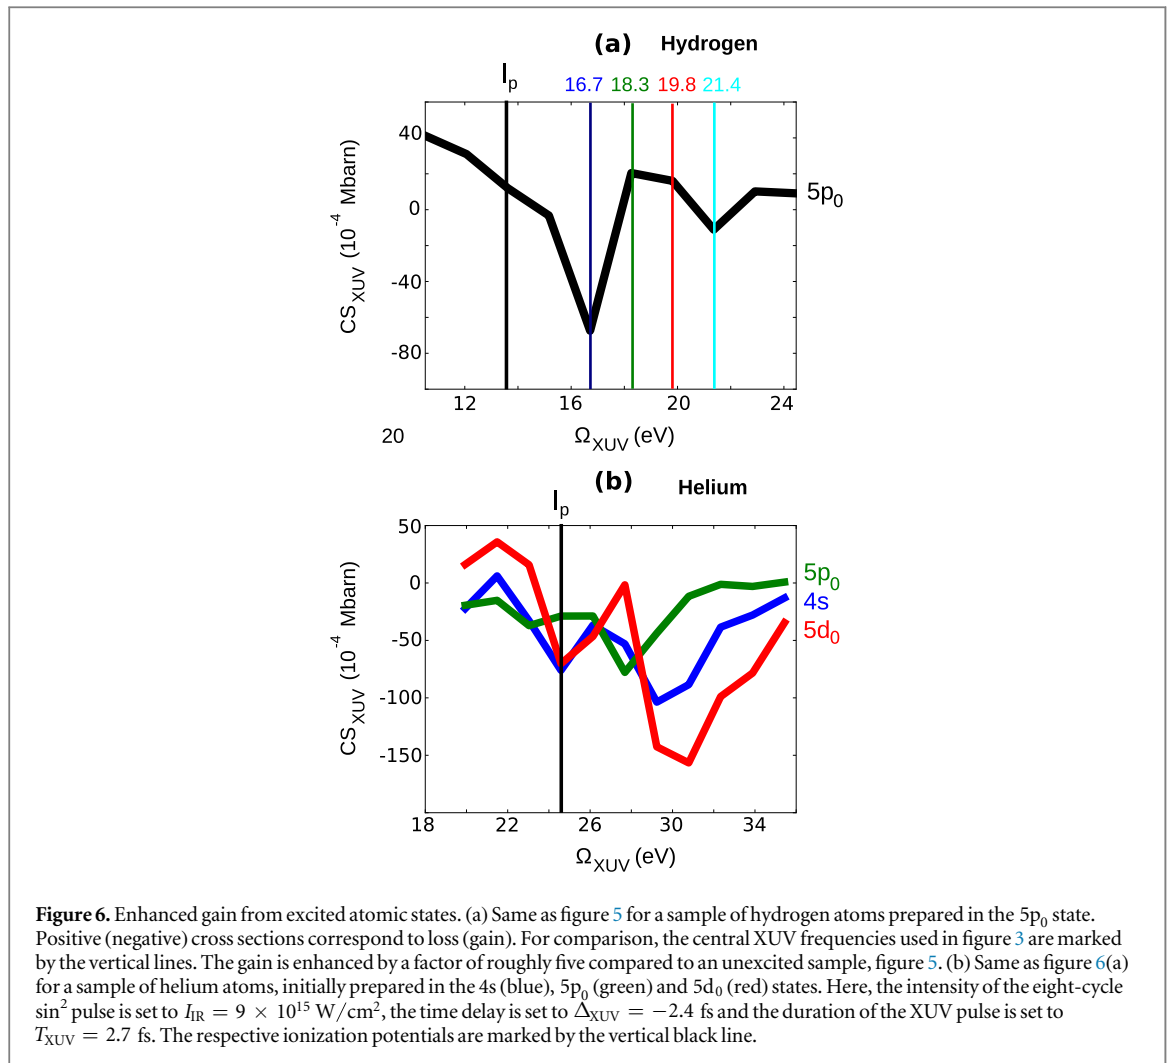 (a) Hydrogen
I_p
16.7 18.3 19.8 21.4
40
0
-40
-80
CS_XUV (10^-4 Mbarn)
5p_0
12 16 20 24
20
Ω_XUV (eV)
(b) Helium
I_p
50
0
-50
-100
-150
CS_XUV (10^-4 Mbarn)
5p_0
4s
5d_0
18 22 26 30 34
Ω_XUV (eV)
Figure 6. Enhanced gain from excited atomic states. (a) Same as figure 5 for a sample of hydrogen atoms prepared in the 5p_0 state.
Positive (negative) cross sections correspond to loss (gain). For comparison, the central XUV frequencies used in figure 3 are marked
by the vertical lines. The gain is enhanced by a factor of roughly five compared to an unexcited sample, figure 5. (b) Same as figure 6(a)
for a sample of helium atoms, initially prepared in the 4s (blue), 5p_0 (green) and 5d_0 (red) states. Here, the intensity of the eight-cycle
sin^2 pulse is set to I_IR = 9 × 10^15 W/cm^2, the time delay is set to Δ_XUV = −2.4 fs and the duration of the XUV pulse is set to
T_XUV = 2.7 fs. The respective ionization potentials are marked by the vertical black line.